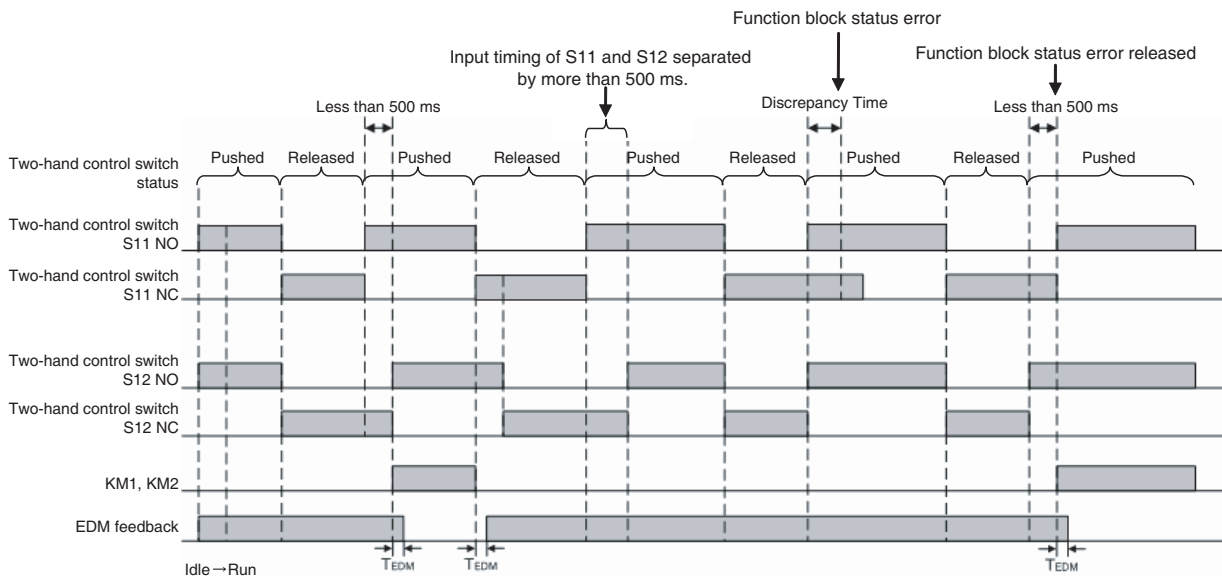 Function block status error
Input timing of S11 and S12 separated
by more than 500 ms.
Function block status error released
Less than 500 ms
Discrepancy Time
Less than 500 ms
Two-hand control switch
status
Pushed
Released
Pushed
Released
Pushed
Released
Pushed
Released
Pushed
Two-hand control switch
S11 NO
Two-hand control switch
S11 NC
Two-hand control switch
S12 NO
Two-hand control switch
S12 NC
KM1, KM2
EDM feedback
TEDM
TEDM
TEDM
Idle→Run